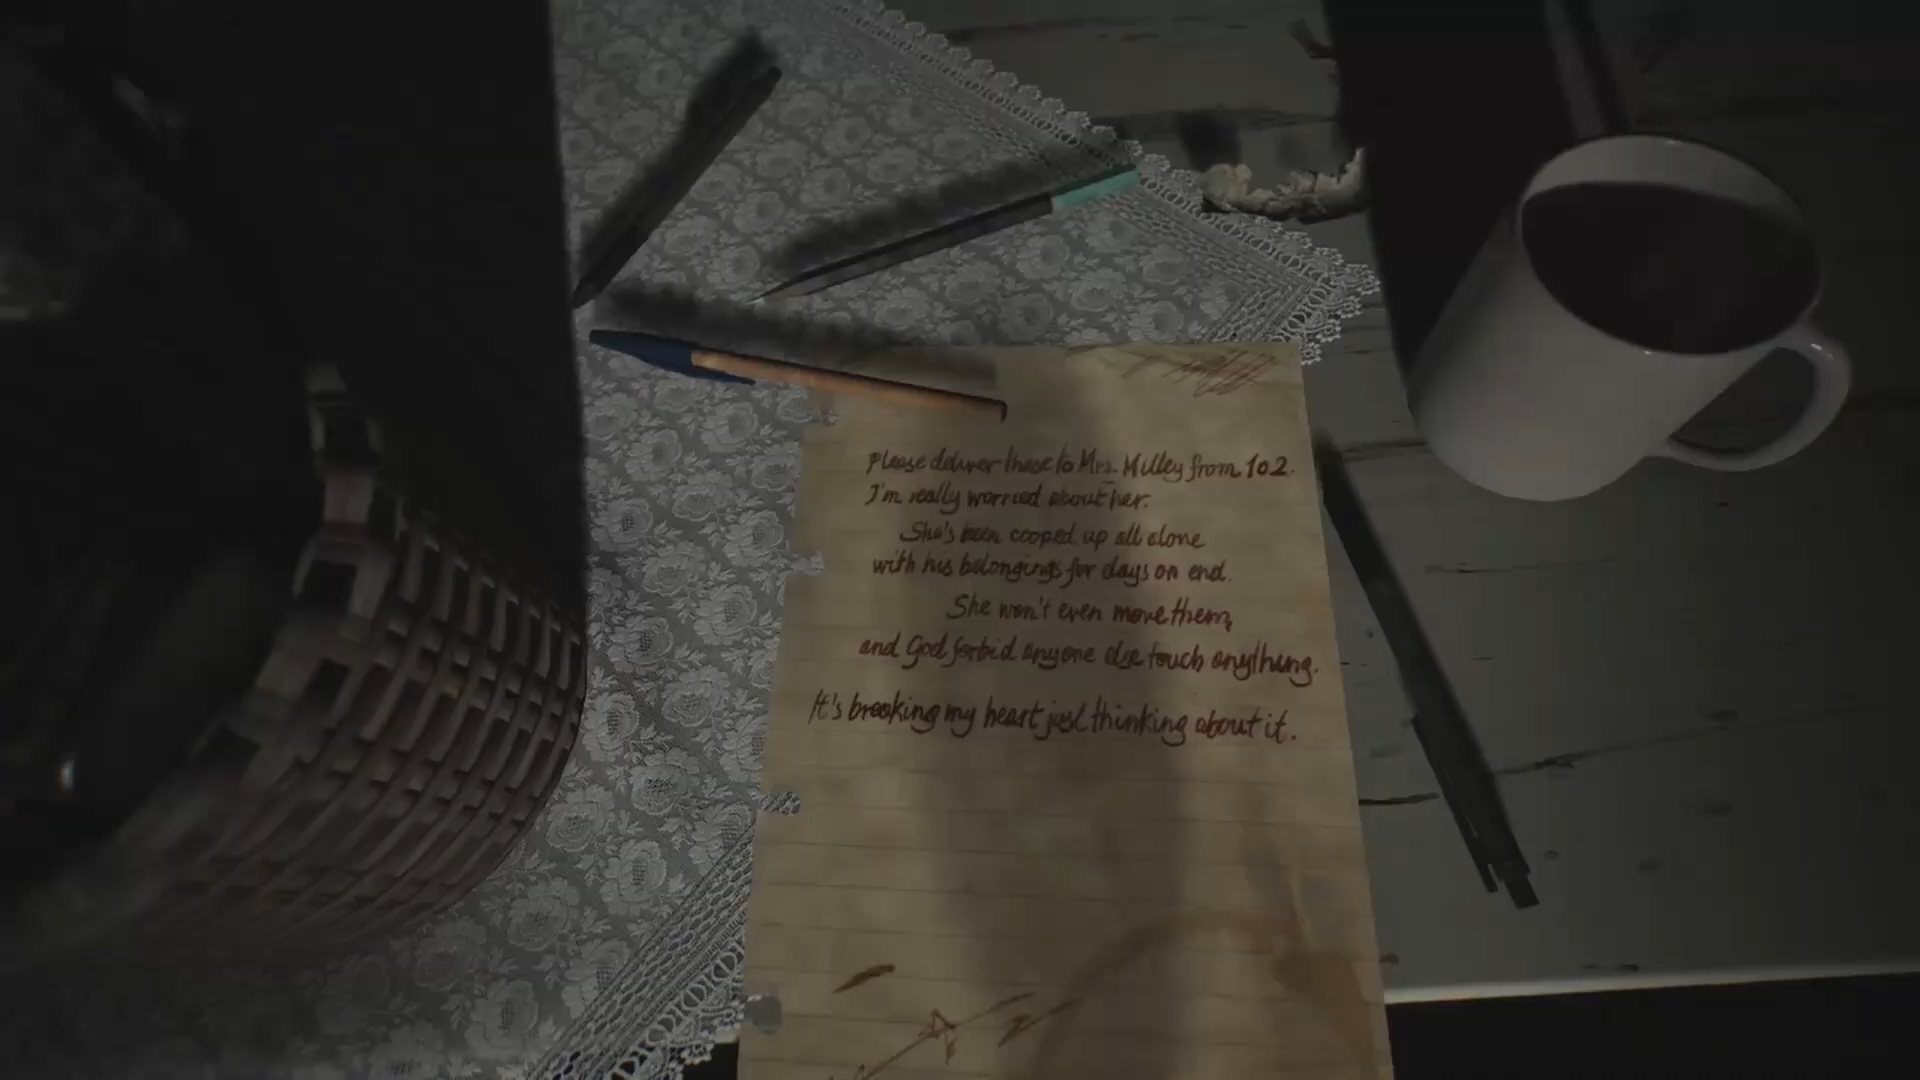 Please deliver these to Mrs. Milley from 102.
I'm really worried about her.
She's been cooped up all alone
with his belongings for days on end.
She won't even move them,
and God forbid anyone else touch anything.
It's breaking my heart just thinking about it.